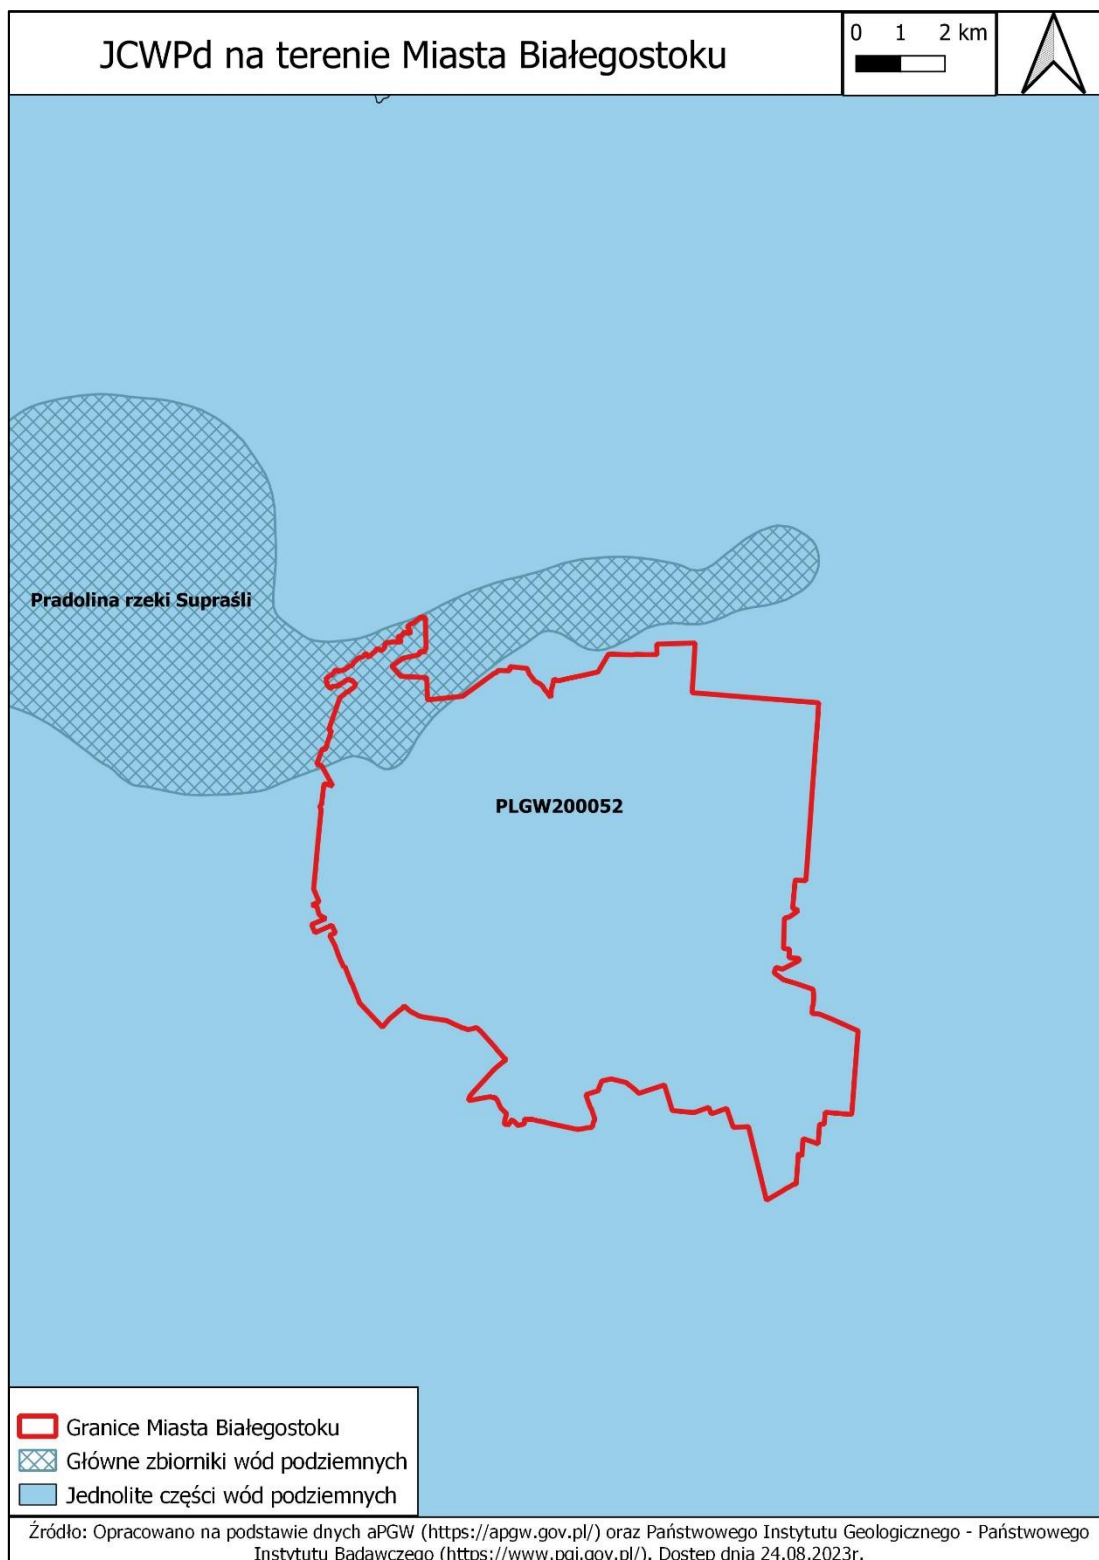 JCWPd na terenie Miasta Białegostoku
0 1 2 km
Pradolina rzeki Supraśli
PLGW200052
Granice Miasta Białegostoku
Główne zbiorniki wód podziemnych
Jednolite części wód podziemnych
Źródło: Opracowano na podstawie dnych aPGW (https://apgw.gov.pl/) oraz Państwowego Instytutu Geologicznego - Państwowego
Instytutu Badawczego (https://www.pgi.gov.pl/). Dostęp dnia 24.08.2023r.